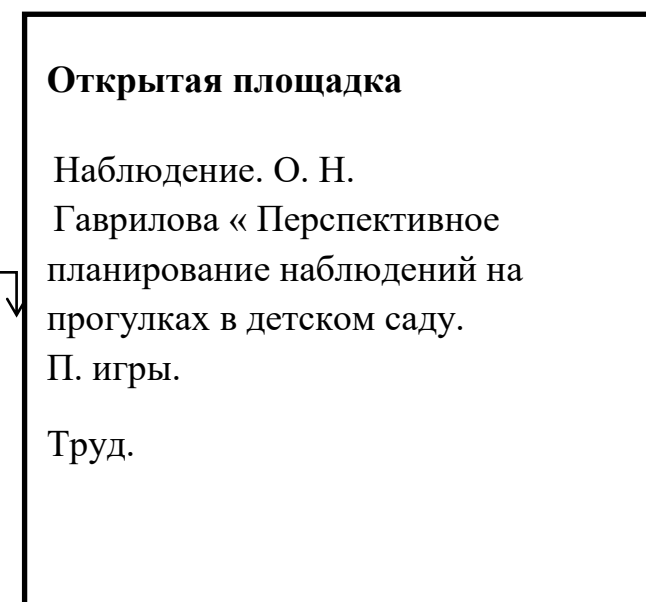 Открытая площадка
Наблюдение. О. Н.
Гаврилова « Перспективное
планирование наблюдений на
прогулках в детском саду.
П. игры.
Труд.